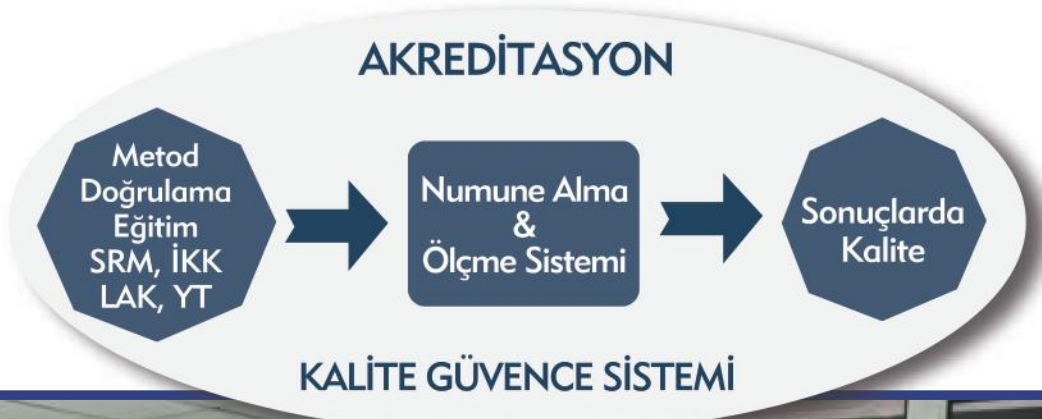 AKREDİTASYON
Metod
Doğrulama
Eğitim
SRM, İKK
LAK, YT
Numune Alma
&
Ölçme Sistemi
Sonuçlarda
Kalite
KALİTE GÜVENCE SİSTEMİ